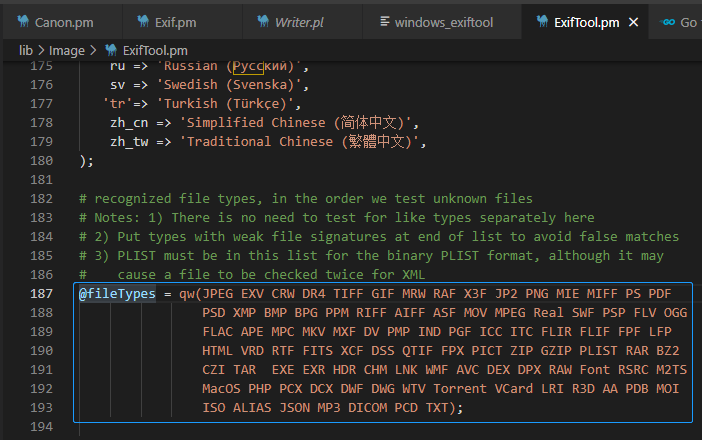 Canon.pm Exif.pm Writer.pl windows_exiftool ExifTool.pm Go
lib > Image > ExifTool.pm
175 ru => 'Russian (Русский)',
176 sv => 'Swedish (Svenska)',
177 'tr'=> 'Turkish (Türkçe)',
178 zh_cn => 'Simplified Chinese (简体中文)',
179 zh_tw => 'Traditional Chinese (繁體中文)',
180 );
181
182 # recognized file types, in the order we test unknown files
183 # Notes: 1) There is no need to test for like types separately here
184 # 2) Put types with weak file signatures at end of list to avoid false matches
185 # 3) PLIST must be in this list for the binary PLIST format, although it may
186 #    cause a file to be checked twice for XML
187 @fileTypes = qw(JPEG EXV CRW DR4 TIFF GIF MRW RAF X3F JP2 PNG MIE MIFF PS PDF
188 PSD XMP BMP BPG PPM RIFF AIFF ASF MOV MPEG Real SWF PSP FLV OGG
189 FLAC APE MPC MKV MXF DV PMP IND PGF ICC ITC FLIR FLIF FPF LFP
190 HTML VRD RTF FITS XCF DSS QTIF FPX PICT ZIP GZIP PLIST RAR BZ2
191 CZI TAR  EXE EXR HDR CHM LNK WMF AVC DEX DPX RAW Font RSRC M2TS
192 MacOS PHP PCX DCX DWF DWG WTV Torrent VCard LRI R3D AA PDB MOI
193 ISO ALIAS JSON MP3 DICOM PCD TXT);
194